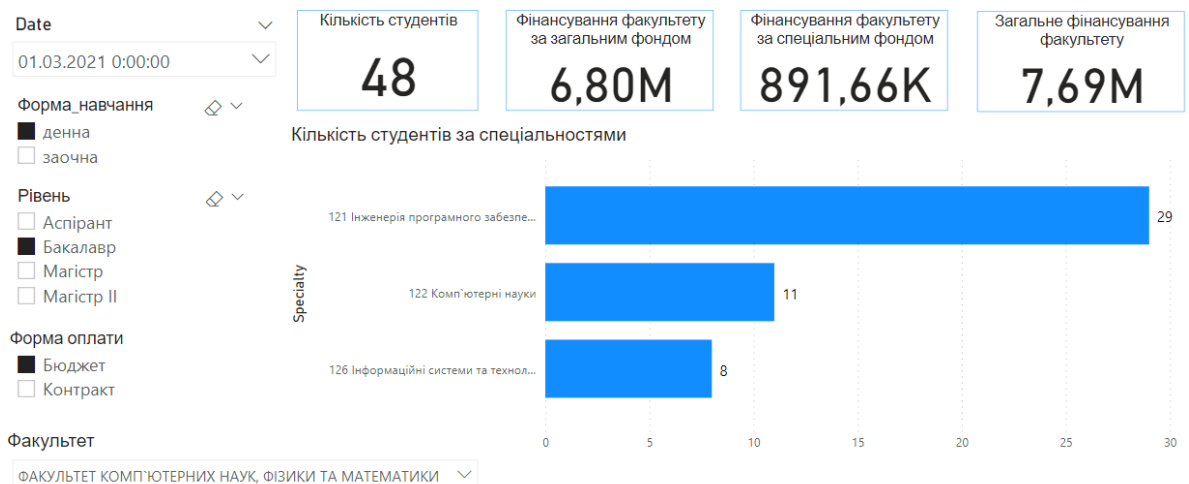 Date
01.03.2021 0:00:00
Форма_навчання
денна
заочна
Рівень
Аспірант
Бакалавр
Магістр
Магістр ІІ
Форма оплати
Бюджет
Контракт
Факультет
ФАКУЛЬТЕТ КОМП`ЮТЕРНИХ НАУК, ФІЗИКИ ТА МАТЕМАТИКИ
Кількість студентів
48
Фінансування факультету
за загальним фондом
6,80M
Фінансування факультету
за спеціальним фондом
891,66K
Загальне фінансування
факультету
7,69M
Кількість студентів за спеціальностями
Specialty
121 Інженерія програмного забезпе...
29
122 Комп`ютерні науки
11
126 Інформаційні системи та технол...
8
0 5 10 15 20 25 30